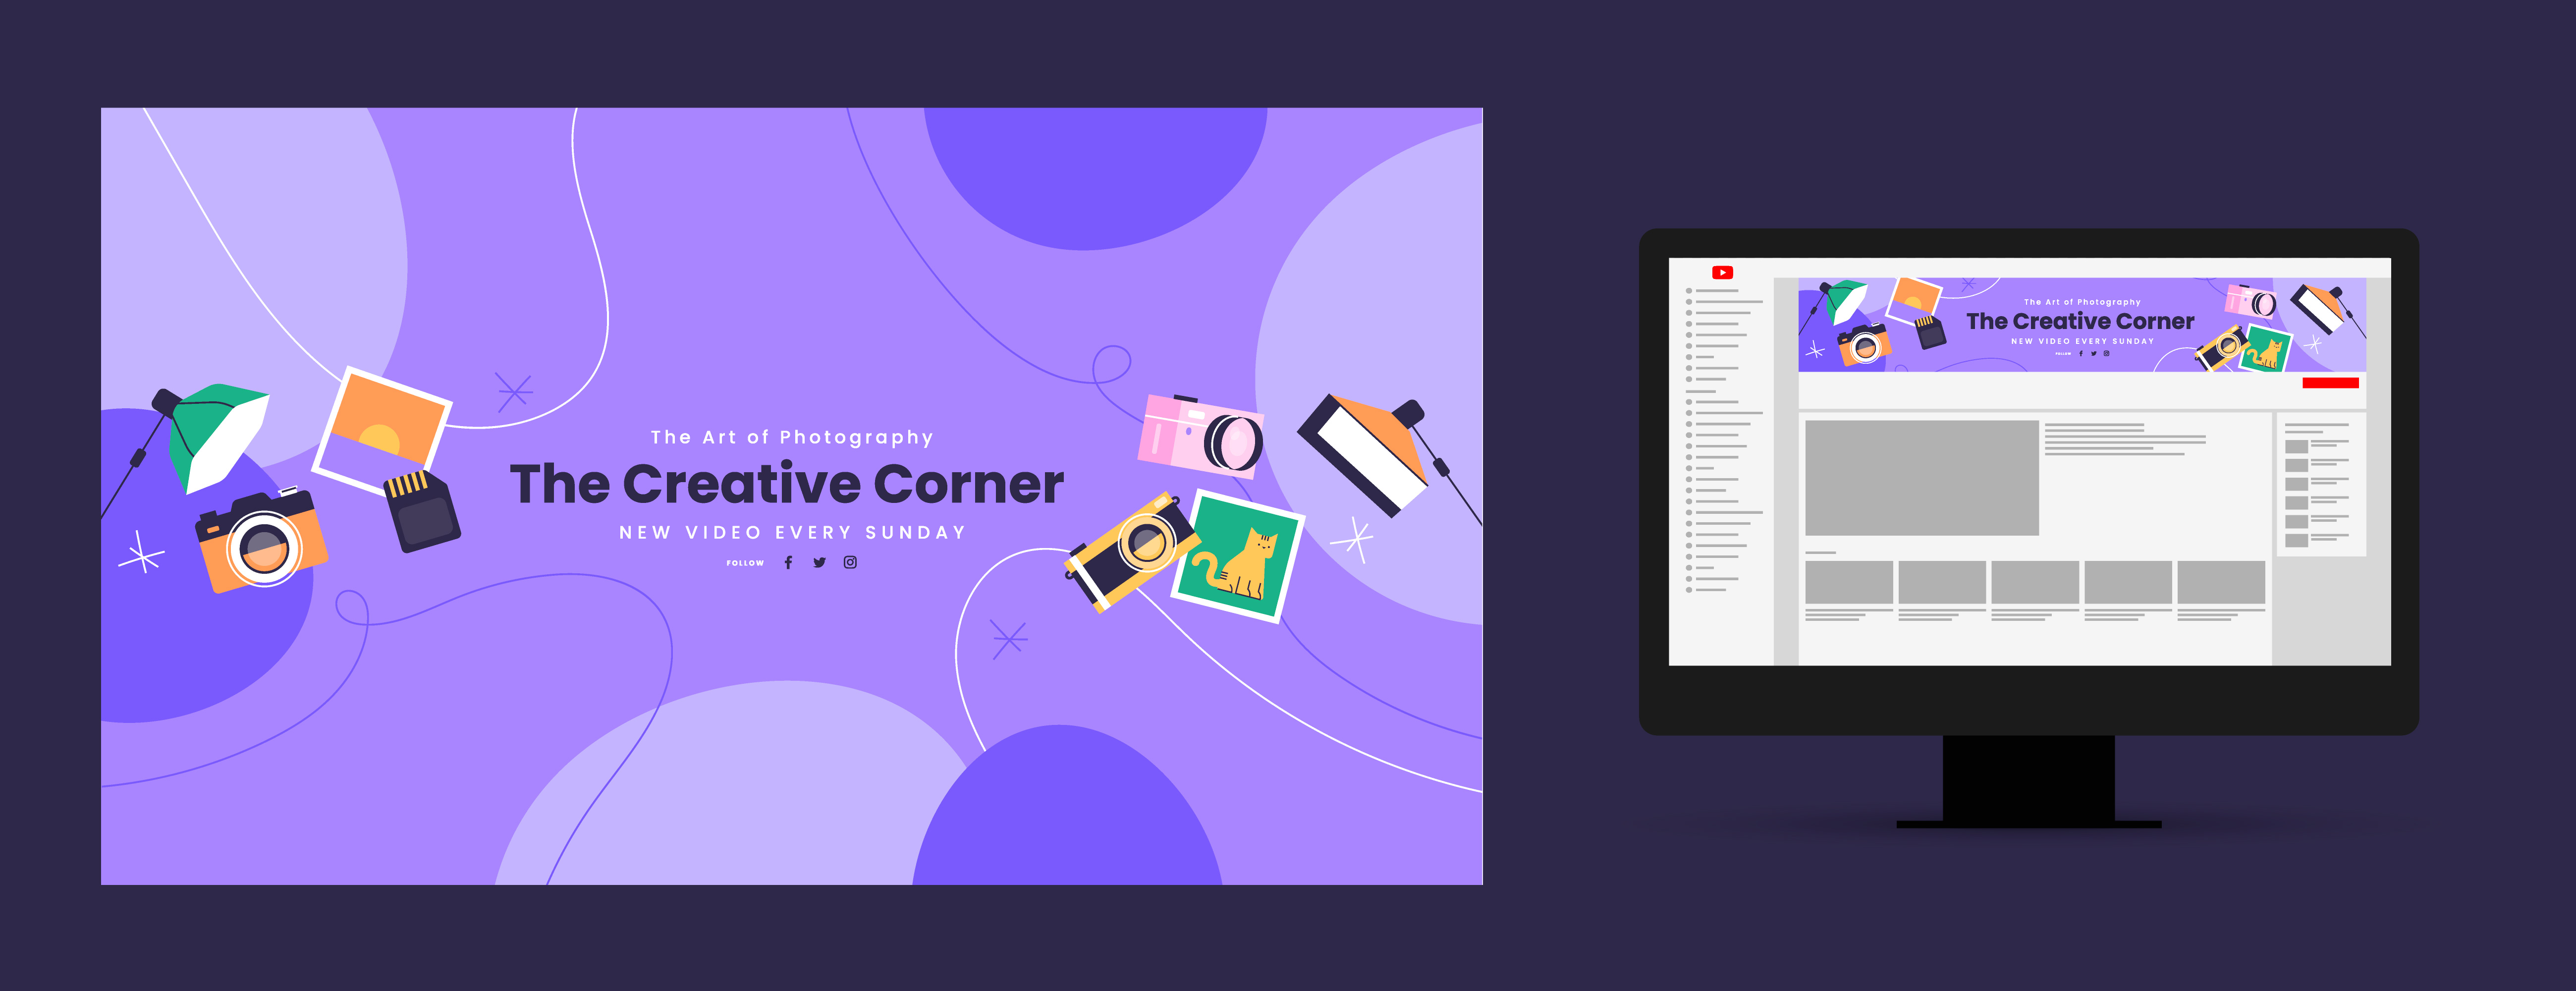 The Art of Photography
The Creative Corner
NEW VIDEO EVERY SUNDAY
FOLLOW
The Art of Photography
The Creative Corner
NEW VIDEO EVERY SUNDAY
FOLLOW